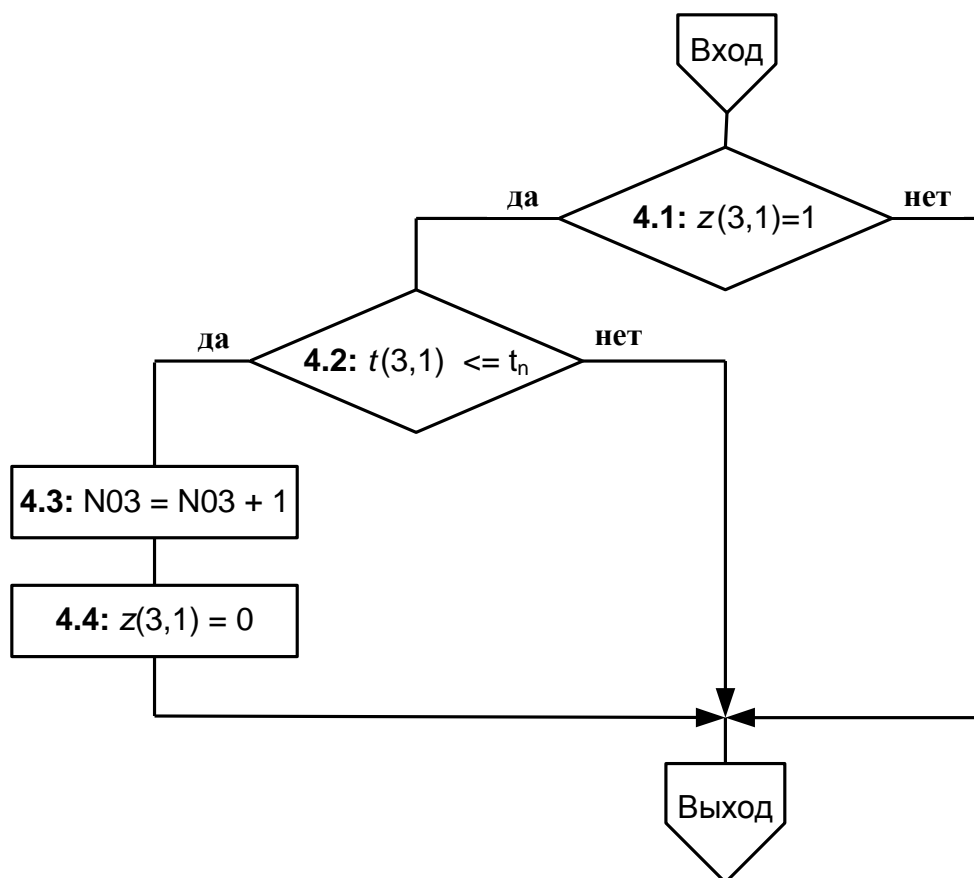 Вход
да
нет
4.1: z(3,1)=1
да
нет
4.2: t(3,1) <= tn
4.3: N03 = N03 + 1
4.4: z(3,1) = 0
Выход